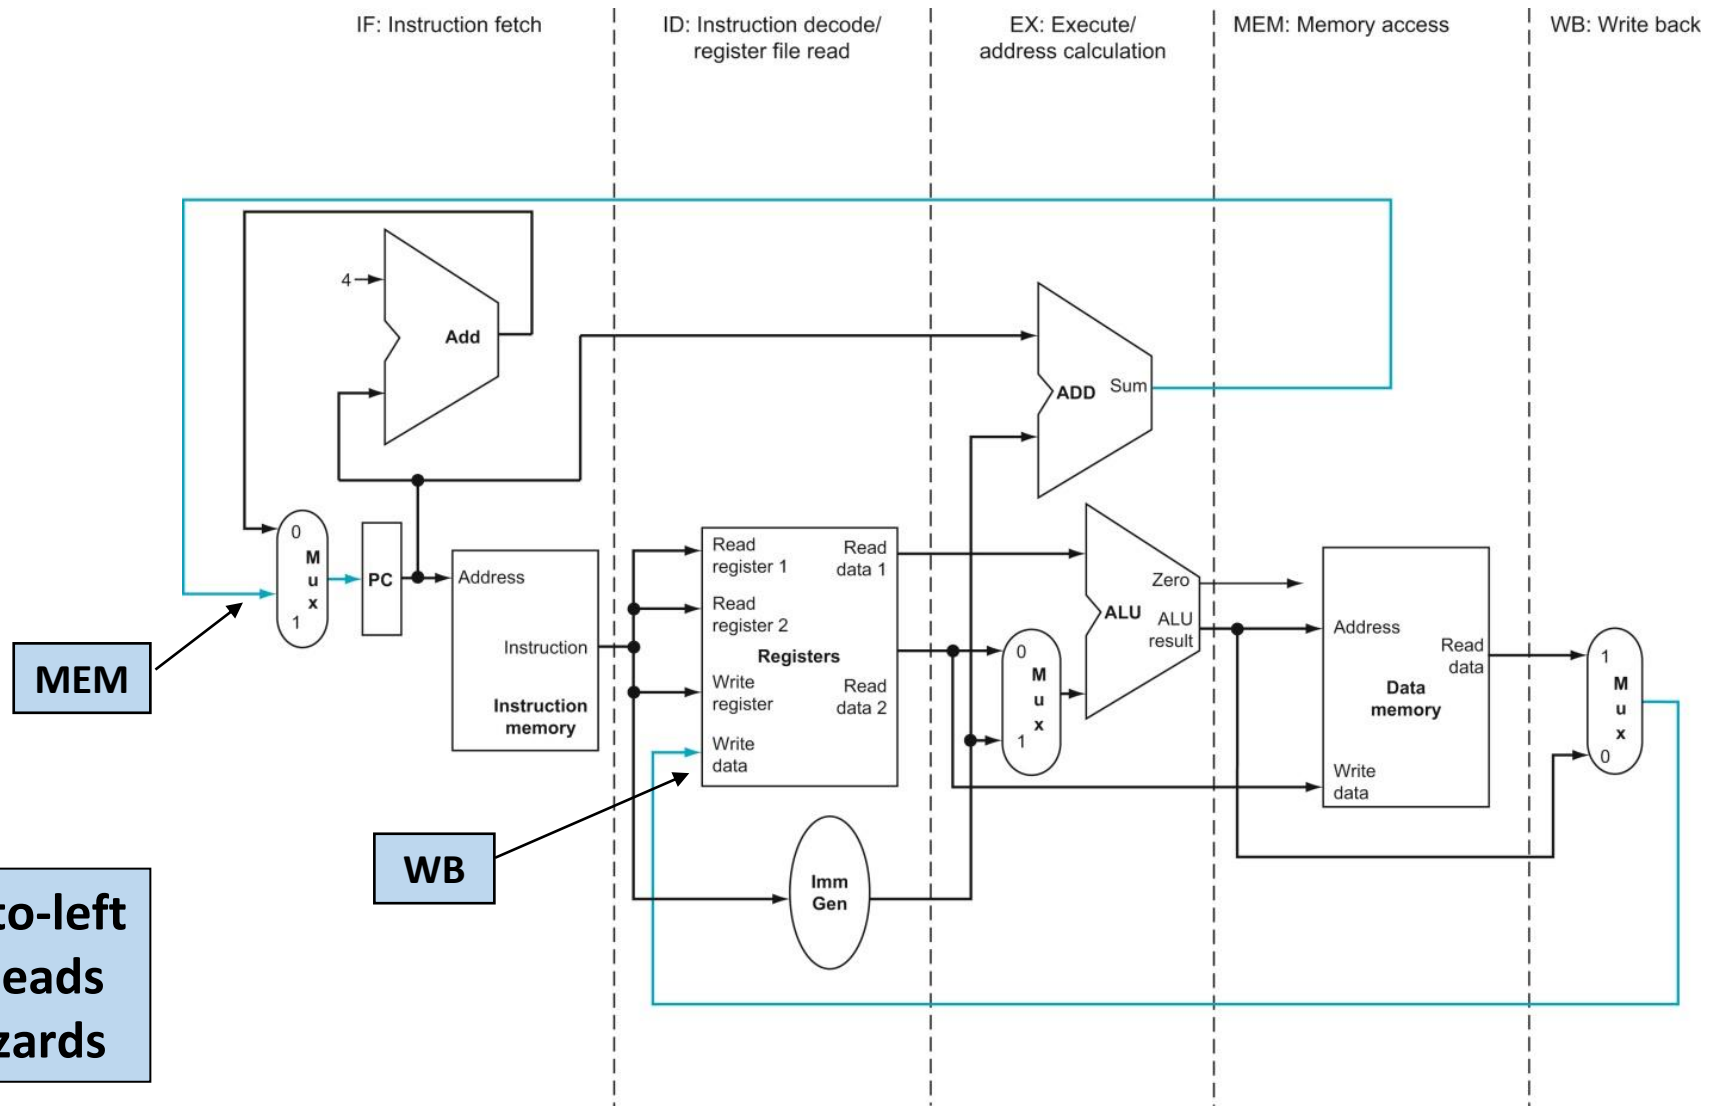 IF: Instruction fetch
ID: Instruction decode/
register file read
EX: Execute/
address calculation
MEM: Memory access
WB: Write back
4
Add
ADD
Sum
0
M
u
x
1
PC
Address
Instruction
Instruction
memory
Read
register 1
Read
data 1
Read
register 2
Registers
Write
register
Read
data 2
Write
data
Imm
Gen
0
M
u
x
1
Zero
ALU
ALU
result
Address
Read
data
Data
memory
Write
data
1
M
u
x
0
MEM
WB
to-left
eads
zards